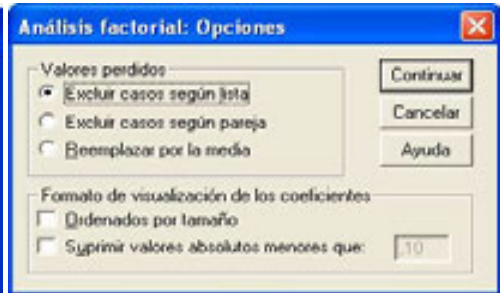 Análisis factorial: Opciones
Valores perdidos
Excluir casos según lista
Excluir casos según pareja
Reemplazar por la media
Continuar
Cancelar
Ayuda
Formato de visualización de los coeficientes
Ordenados por tamaño
Suprimir valores absolutos menores que: ,10